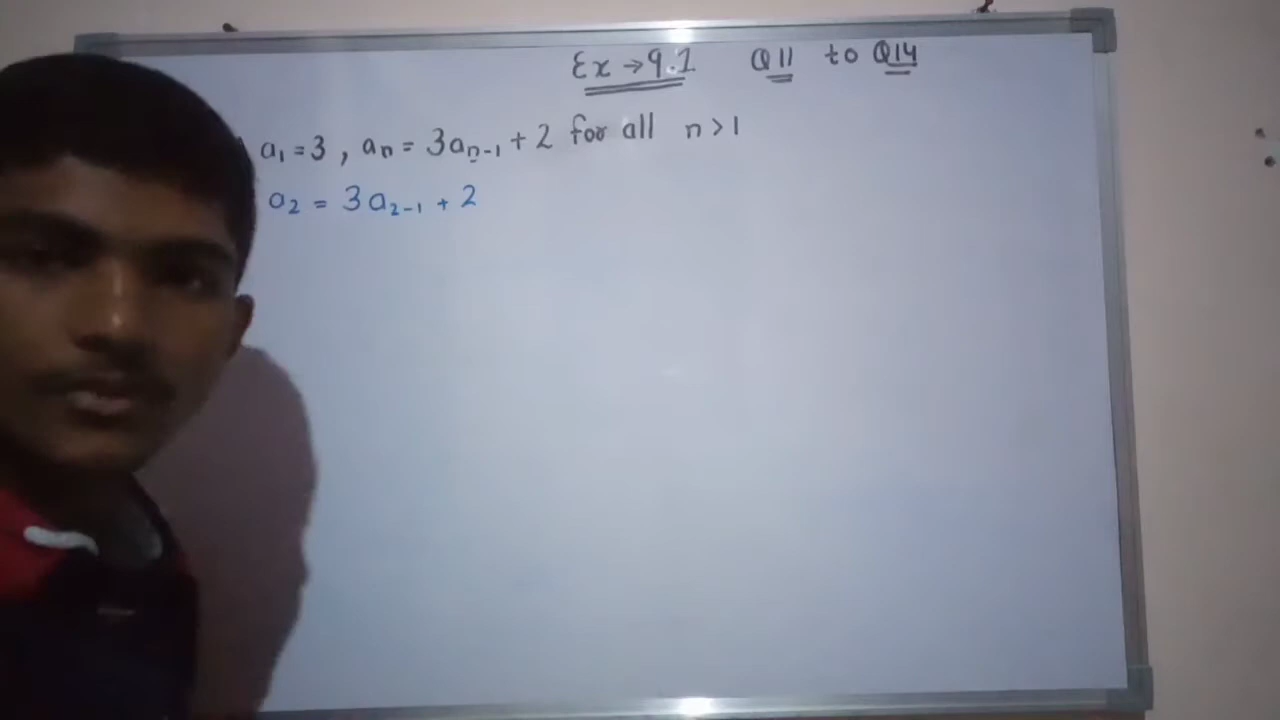 Ex → 9.1 Q11 to Q14
a₁ = 3 , aₙ = 3aₙ₋₁ + 2 for all n > 1
a₂ = 3a₂₋₁ + 2